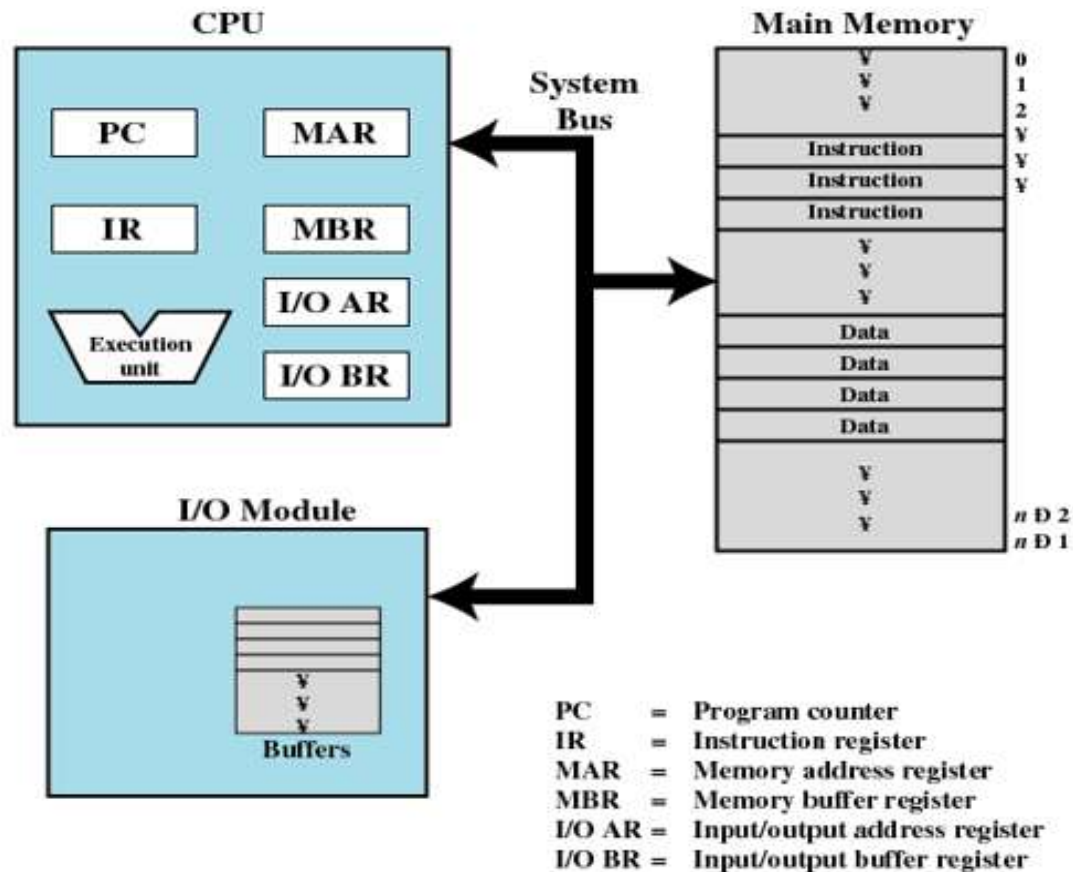 CPU
PC
MAR
IR
MBR
I/O AR
Execution
unit
I/O BR
System
Bus
Main Memory
¥
¥
¥
Instruction
Instruction
Instruction
¥
¥
¥
Data
Data
Data
Data
¥
¥
¥
0
1
2
¥
¥
¥
n Đ 2
n Đ 1
I/O Module
¥
¥
¥
Buffers
PC = Program counter
IR = Instruction register
MAR = Memory address register
MBR = Memory buffer register
I/O AR = Input/output address register
I/O BR = Input/output buffer register